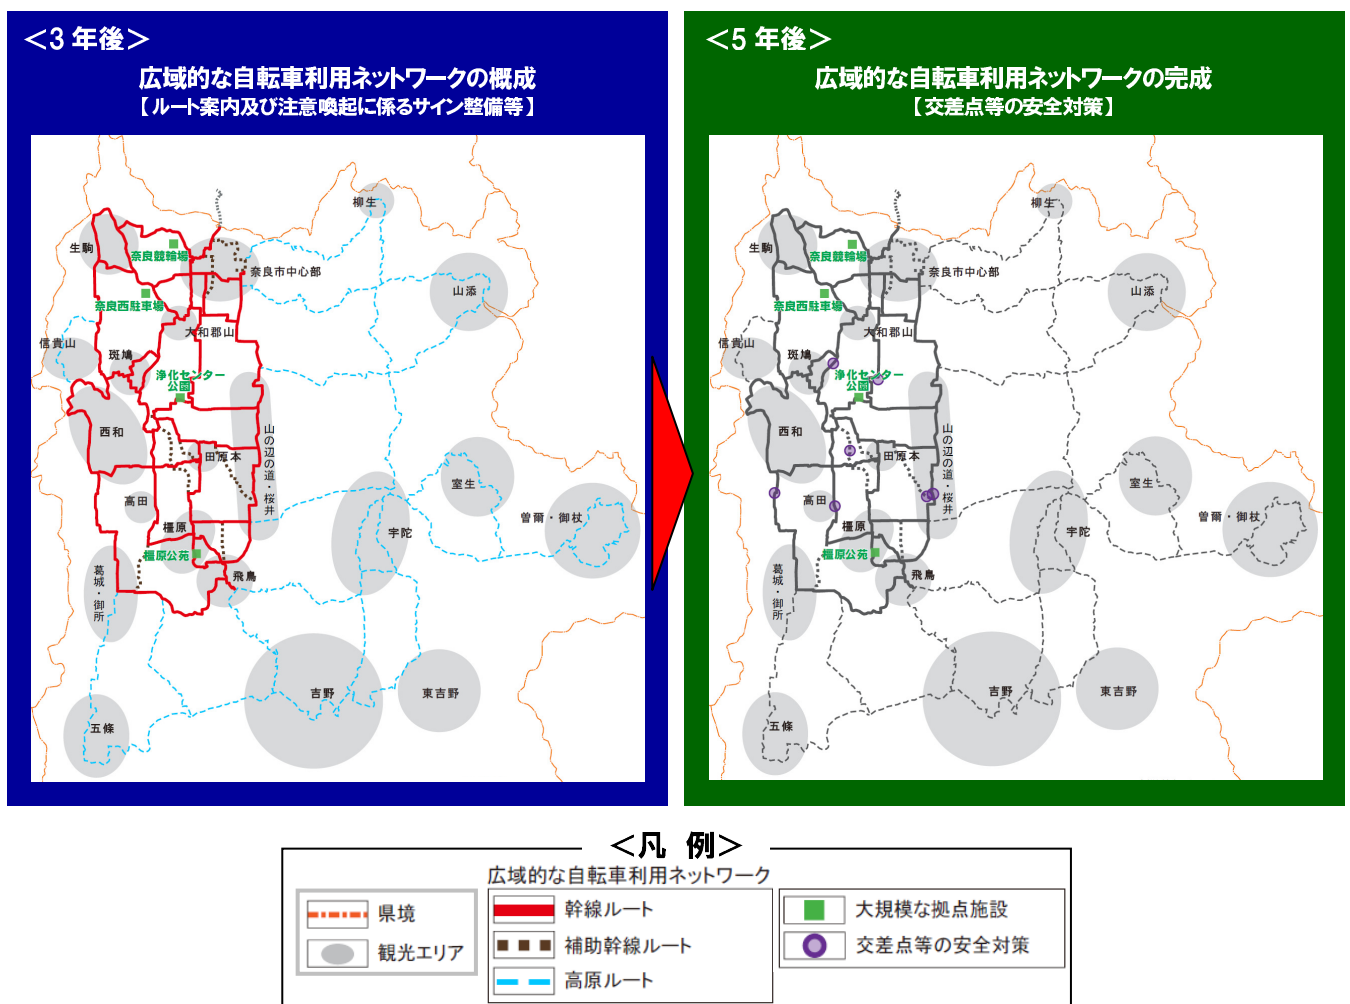 ＜3 年後＞
広域的な自転車利用ネットワークの概成
【ルート案内及び注意喚起に係るサイン整備等】
柳生
生駒
奈良競輪場
奈良市中心部
山添
奈良西駐車場
大和郡山
信貴山
斑鳩
浄化センター
公園
西和
山の辺の道・桜井
田原本
室生
高田
曽爾・御杖
橿原
宇陀
橿原公苑
飛鳥
葛城・御所
吉野
東吉野
五條
＜5 年後＞
広域的な自転車利用ネットワークの完成
【交差点等の安全対策】
柳生
生駒
奈良競輪場
奈良市中心部
山添
奈良西駐車場
大和郡山
信貴山
斑鳩
浄化センター
公園
西和
山の辺の道・桜井
田原本
室生
高田
曽爾・御杖
橿原
宇陀
橿原公苑
飛鳥
葛城・御所
吉野
東吉野
五條
＜凡 例＞
広域的な自転車利用ネットワーク
県境
観光エリア
幹線ルート
補助幹線ルート
高原ルート
大規模な拠点施設
交差点等の安全対策